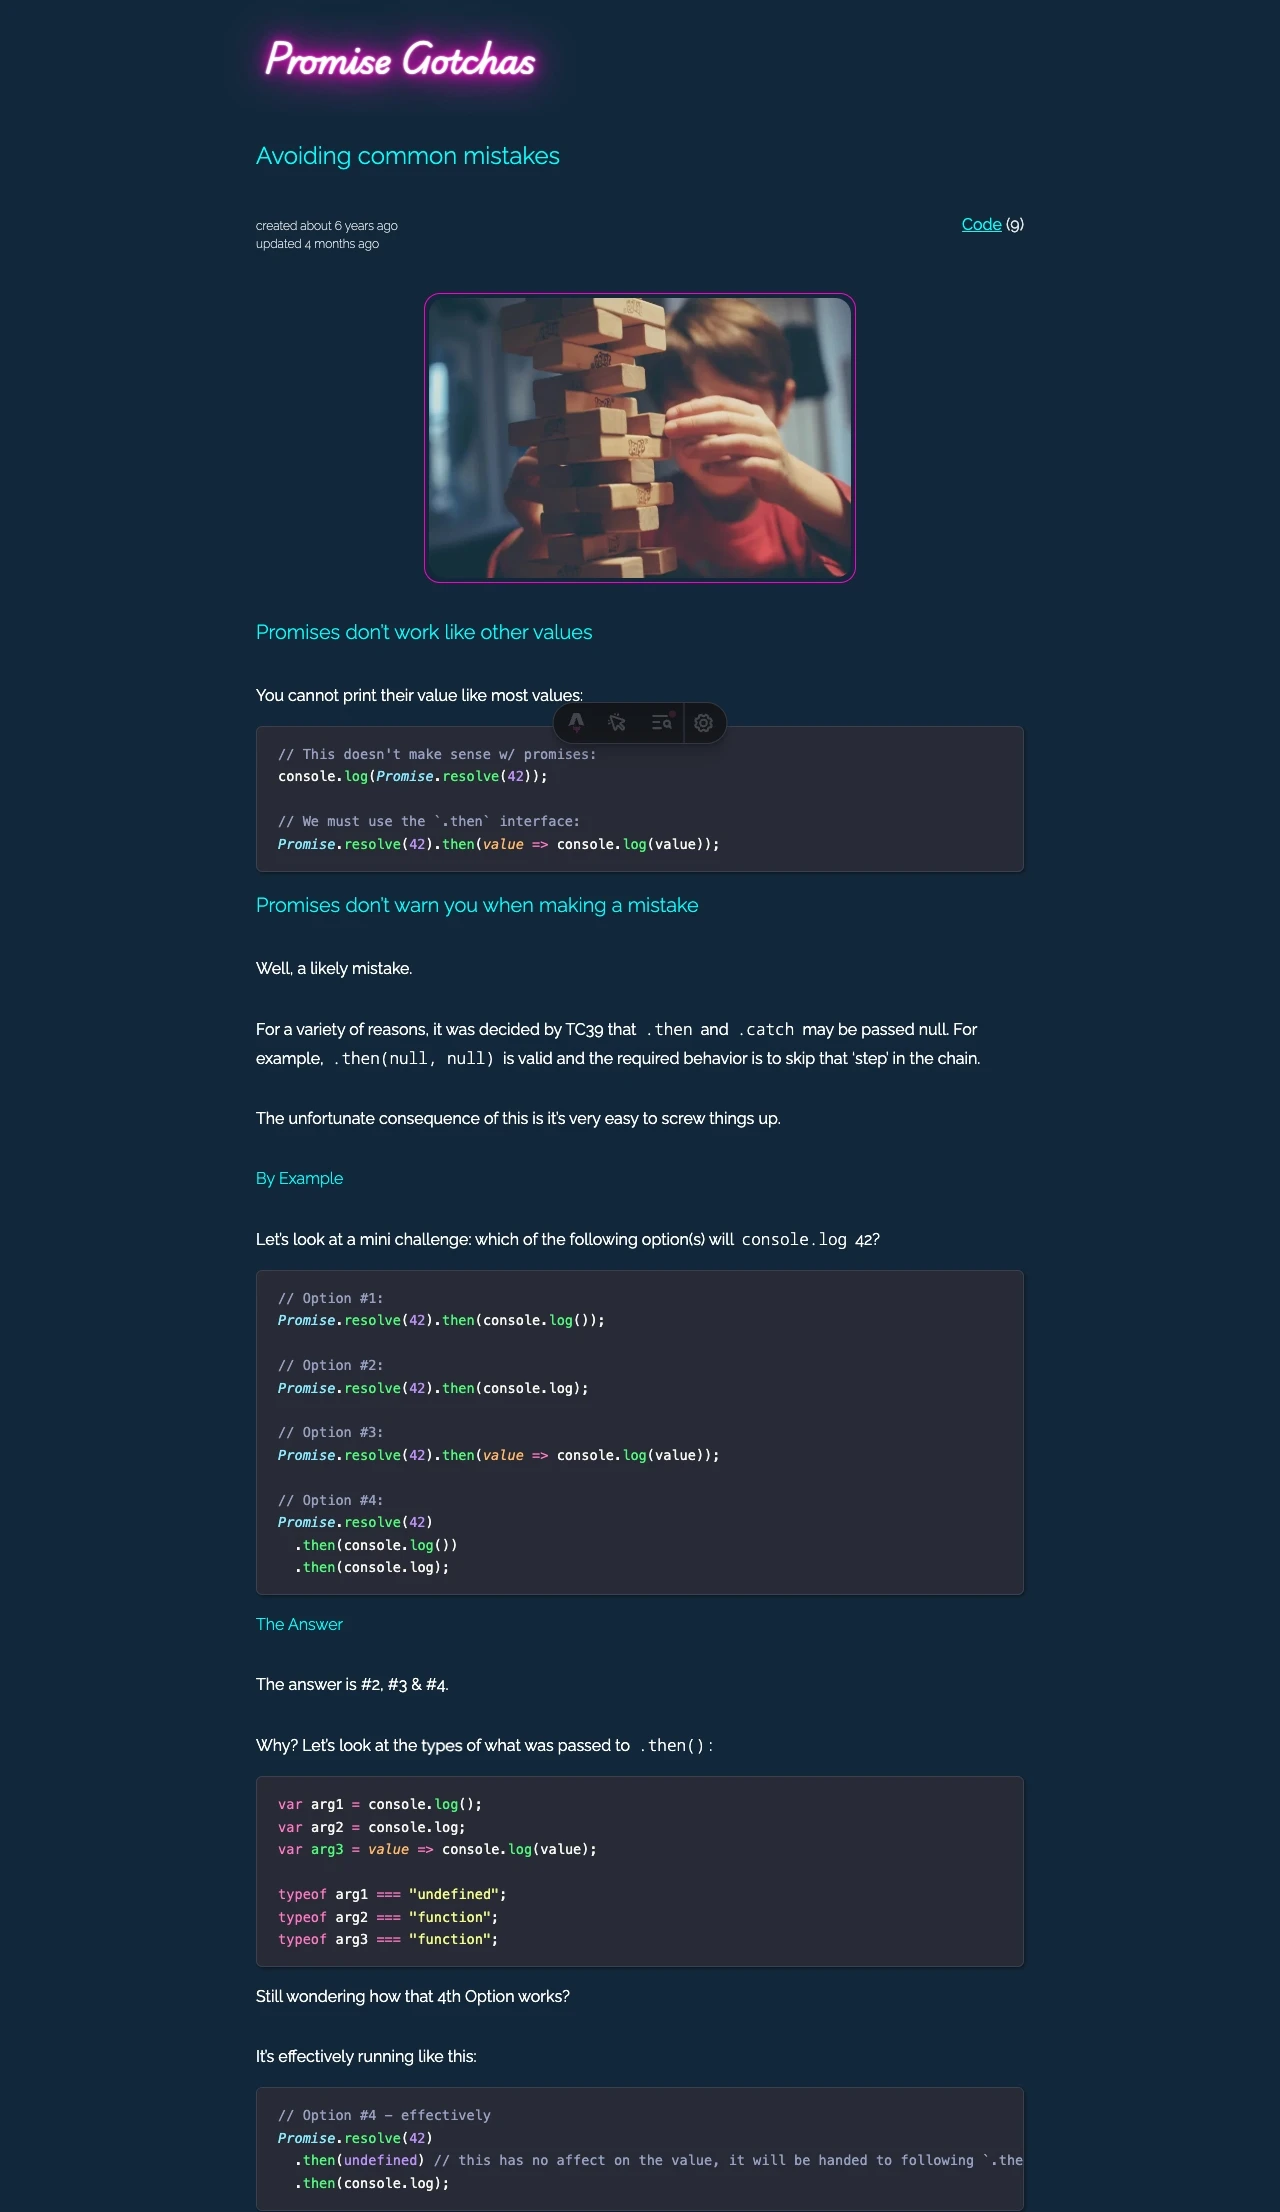 Promise Gotchas
Avoiding common mistakes
created about 6 years ago
updated 4 months ago
Code (9)
Promises don’t work like other values
You cannot print their value like most values:
// This doesn't make sense w/ promises:
console.log(Promise.resolve(42));
// We must use the `.then` interface:
Promise.resolve(42).then(value => console.log(value));
Promises don’t warn you when making a mistake
Well, a likely mistake.
For a variety of reasons, it was decided by TC39 that .then and .catch may be passed null. For
example, .then(null, null) is valid and the required behavior is to skip that ‘step’ in the chain.
The unfortunate consequence of this is it’s very easy to screw things up.
By Example
Let’s look at a mini challenge: which of the following option(s) will console.log 42?
// Option #1:
Promise.resolve(42).then(console.log());
// Option #2:
Promise.resolve(42).then(console.log);
// Option #3:
Promise.resolve(42).then(value => console.log(value));
// Option #4:
Promise.resolve(42)
  .then(console.log())
  .then(console.log);
The Answer
The answer is #2, #3 & #4.
Why? Let’s look at the types of what was passed to .then() :
var arg1 = console.log();
var arg2 = console.log;
var arg3 = value => console.log(value);
typeof arg1 === "undefined";
typeof arg2 === "function";
typeof arg3 === "function";
Still wondering how that 4th Option works?
It’s effectively running like this:
// Option #4 - effectively
Promise.resolve(42)
  .then(undefined) // this has no affect on the value, it will be handed to following `.the
  .then(console.log);